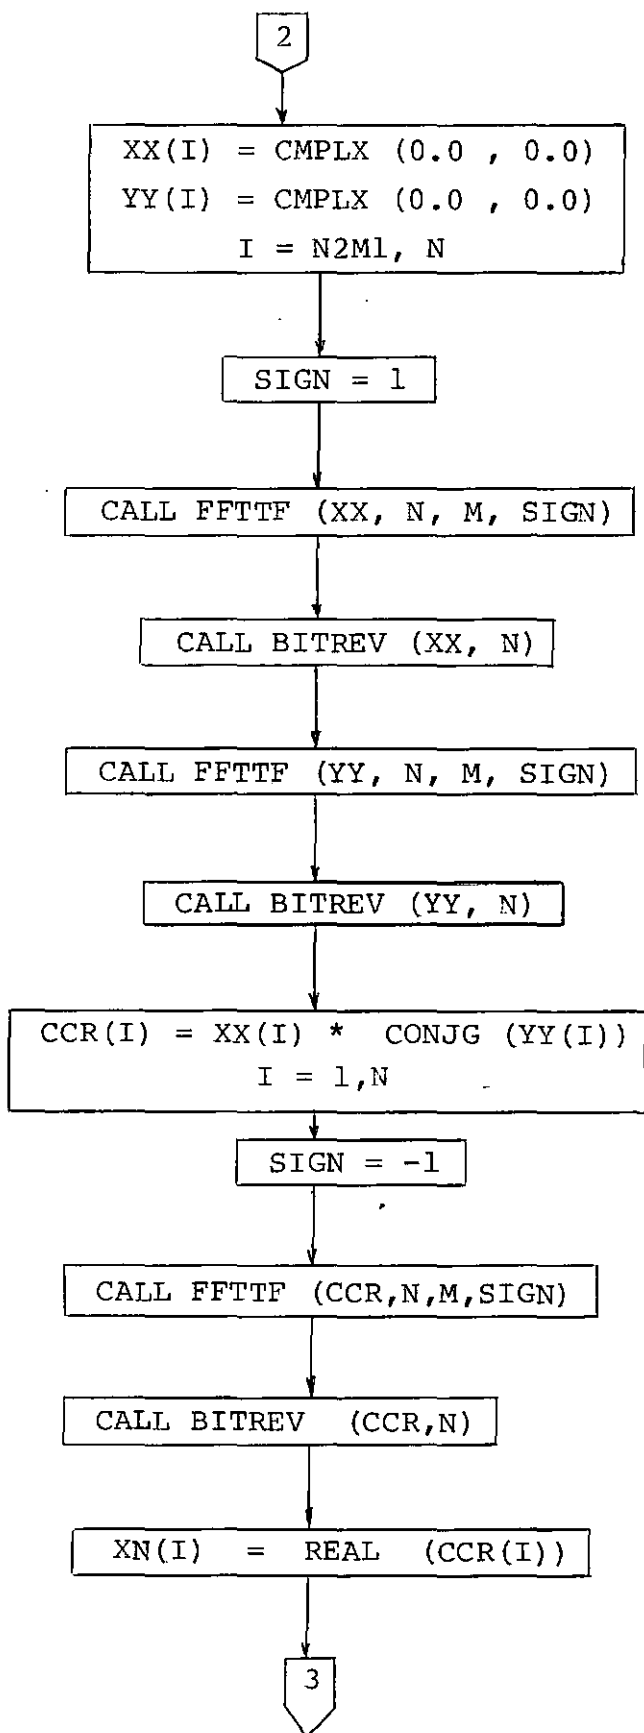 2
XX(I) = CMPLX (0.0 , 0.0)
YY(I) = CMPLX (0.0 , 0.0)
I = N2M1, N
SIGN = 1
CALL FFTTF (XX, N, M, SIGN)
CALL BITREV (XX, N)
CALL FFTTF (YY, N, M, SIGN)
CALL BITREV (YY, N)
CCR(I) = XX(I) * CONJG (YY(I))
I = 1,N
SIGN = -1
CALL FFTTF (CCR,N,M,SIGN)
CALL BITREV (CCR,N)
XN(I) = REAL (CCR(I))
3